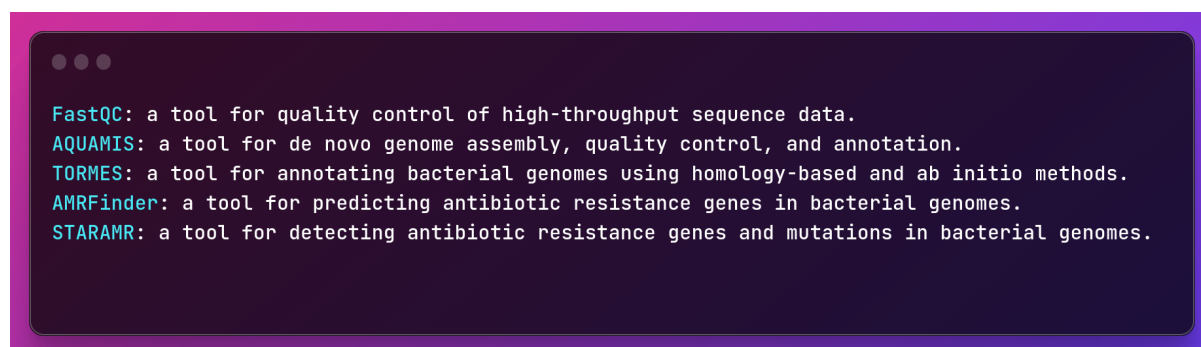 FastQC: a tool for quality control of high-throughput sequence data.
AQUAMIS: a tool for de novo genome assembly, quality control, and annotation.
TORMES: a tool for annotating bacterial genomes using homology-based and ab initio methods.
AMRFinder: a tool for predicting antibiotic resistance genes in bacterial genomes.
STARAMR: a tool for detecting antibiotic resistance genes and mutations in bacterial genomes.